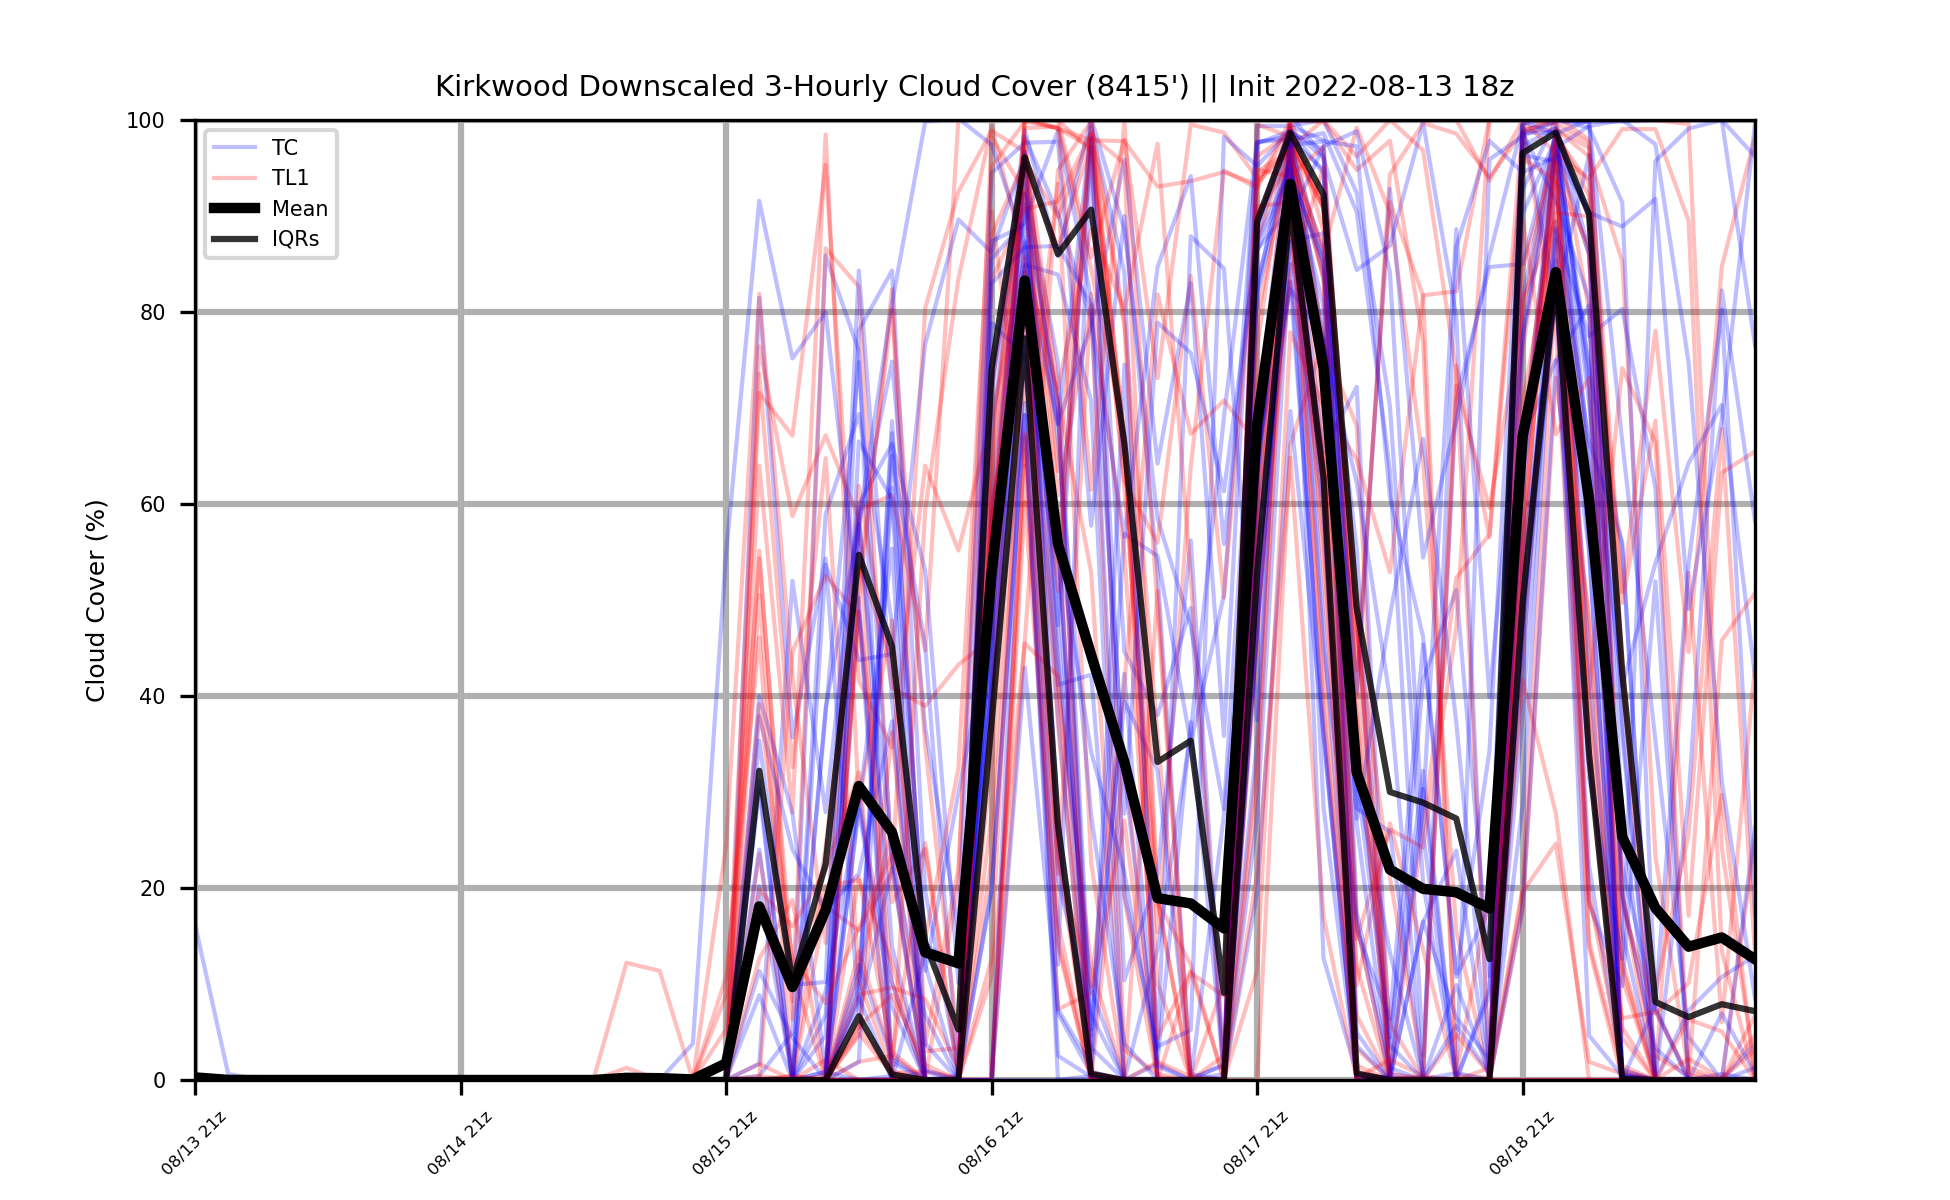 Kirkwood Downscaled 3-Hourly Cloud Cover (8415') || Init 2022-08-13 18z
100
80
60
40
20
0
Cloud Cover (%)
TC
TL1
Mean
IQRs
08/13 21z
08/14 21z
08/15 21z
08/16 21z
08/17 21z
08/18 21z